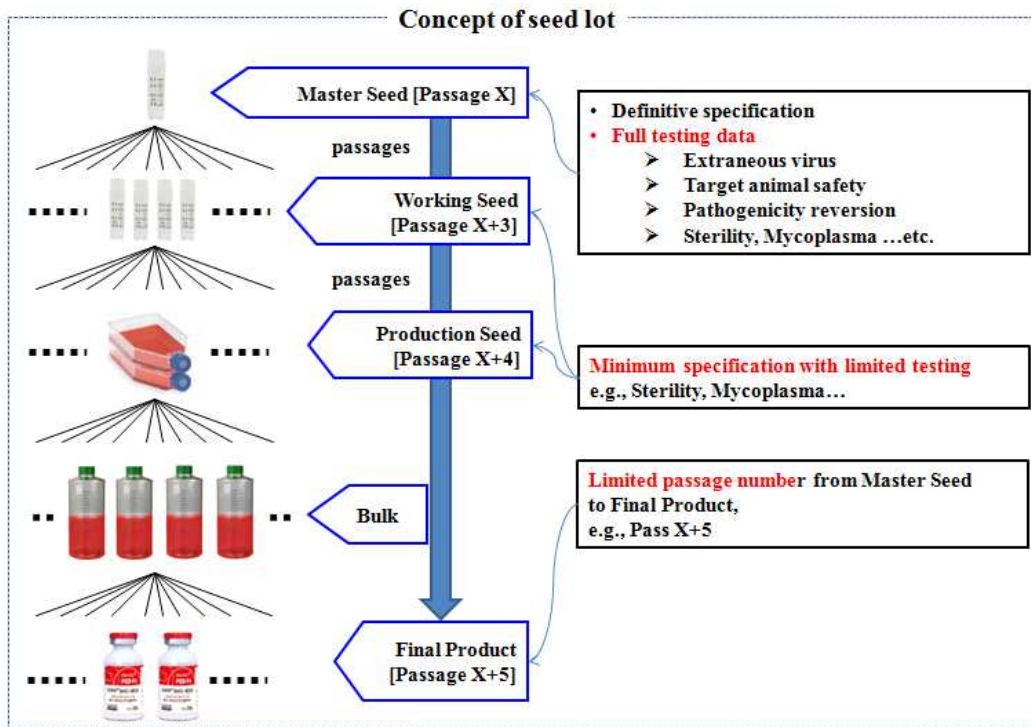 Concept of seed lot
Master Seed [Passage X]
• Definitive specification
• Full testing data
➤ Extraneous virus
➤ Target animal safety
➤ Pathogenicity reversion
➤ Sterility, Mycoplasma …etc.
passages
Working Seed
[Passage X+3]
passages
Production Seed
[Passage X+4]
Minimum specification with limited testing
e.g., Sterility, Mycoplasma…
Bulk
Limited passage number from Master Seed
to Final Product,
e.g., Pass X+5
Final Product
[Passage X+5]